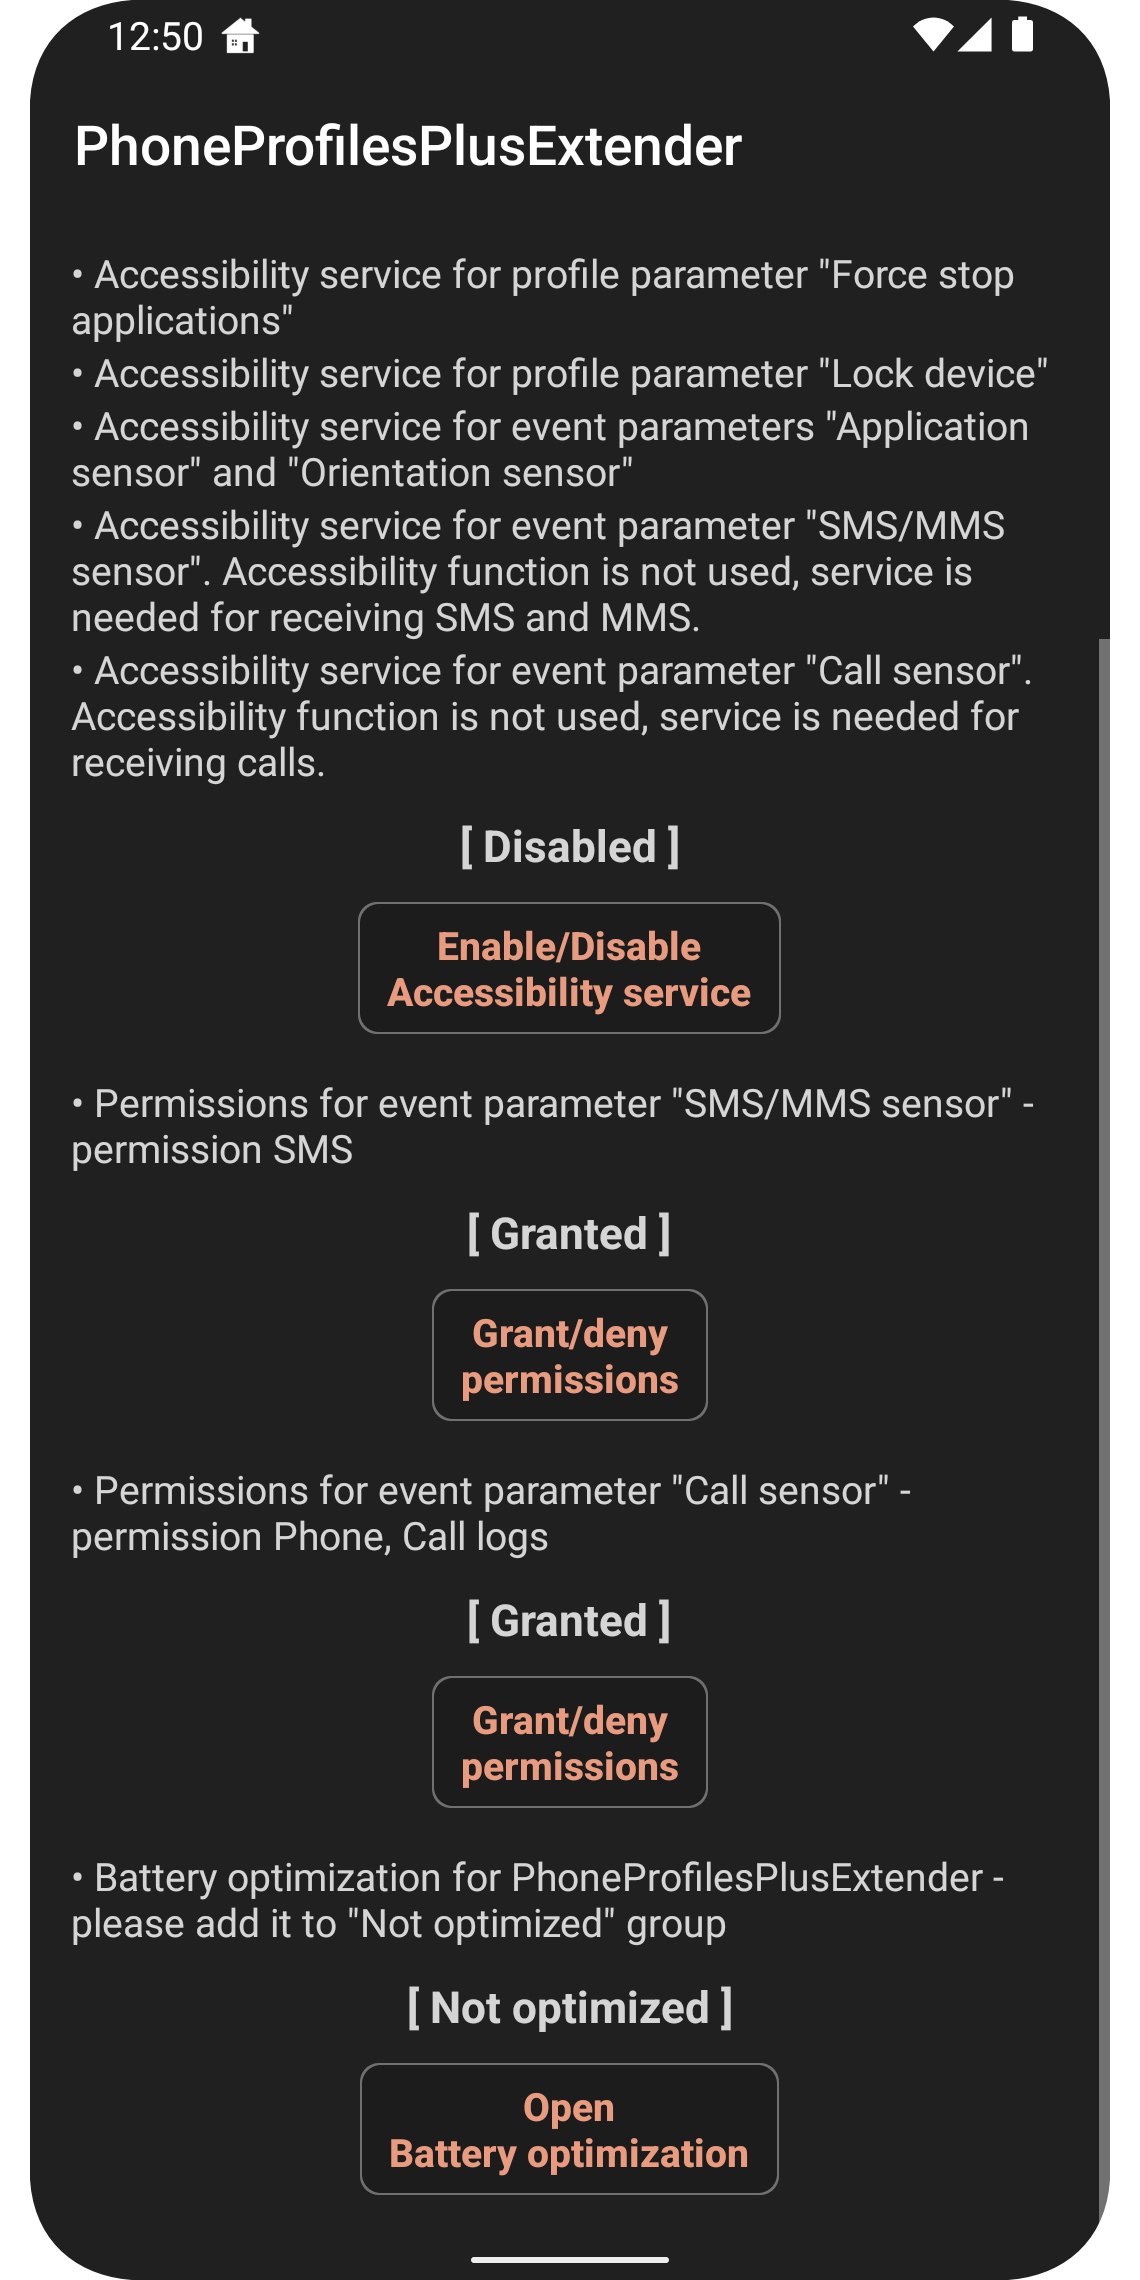 12:50
PhoneProfilesPlusExtender
• Accessibility service for profile parameter "Force stop
applications"
• Accessibility service for profile parameter "Lock device"
• Accessibility service for event parameters "Application
sensor" and "Orientation sensor"
• Accessibility service for event parameter "SMS/MMS
sensor". Accessibility function is not used, service is
needed for receiving SMS and MMS.
• Accessibility service for event parameter "Call sensor".
Accessibility function is not used, service is needed for
receiving calls.
[ Disabled ]
Enable/Disable
Accessibility service
• Permissions for event parameter "SMS/MMS sensor" -
permission SMS
[ Granted ]
Grant/deny
permissions
• Permissions for event parameter "Call sensor" -
permission Phone, Call logs
[ Granted ]
Grant/deny
permissions
• Battery optimization for PhoneProfilesPlusExtender -
please add it to "Not optimized" group
[ Not optimized ]
Open
Battery optimization